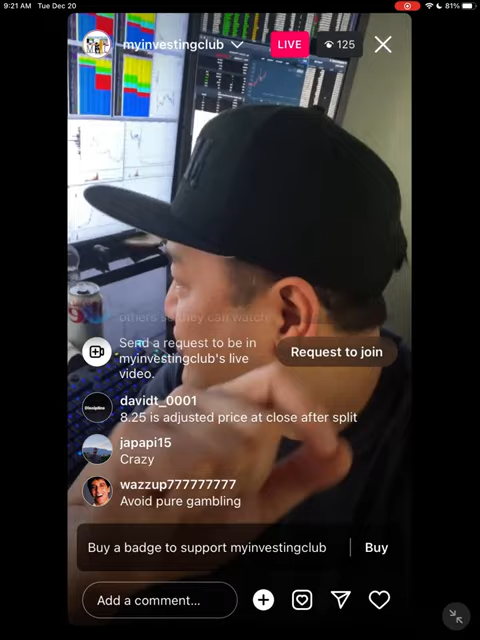 9:21 AM Tue Dec 20
81%
myinvestingclub
LIVE
125
others so they can watch
Send a request to be in
myinvestingclub's live
video.
Request to join
davidt_0001
8.25 is adjusted price at close after split
japapi15
Crazy
wazzup777777777
Avoid pure gambling
Buy a badge to support myinvestingclub
Buy
Add a comment...